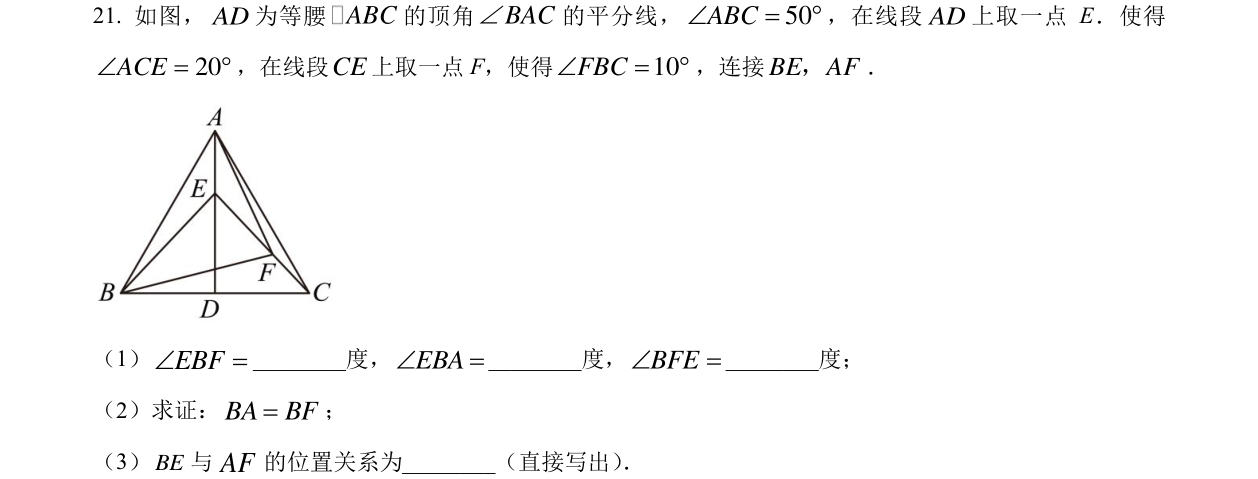 21. 如图，AD 为等腰□ABC 的顶角∠BAC 的平分线，∠ABC = 50°，在线段 AD 上取一点 E．使得
∠ACE = 20°，在线段CE 上取一点 F，使得∠FBC = 10°，连接BE，AF．
A
E
F
B
C
D
（1）∠EBF = ________度，∠EBA = ________度，∠BFE = ________度；
（2）求证：BA = BF；
（3）BE 与 AF 的位置关系为________（直接写出）．